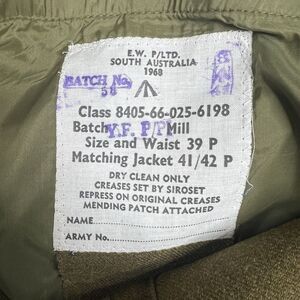 E.W. P/LTD.
SOUTH AUSTRALIA
1968
BATCH No.
58
Class 8405-66-025-6198
Batch Y.F. P/P Mill
Size and Waist 39 P
Matching Jacket 41/42 P
DRY CLEAN ONLY
CREASES SET BY SIROSET
REPRESS ON ORIGINAL CREASES
MENDING PATCH ATTACHED
NAME
ARMY No.